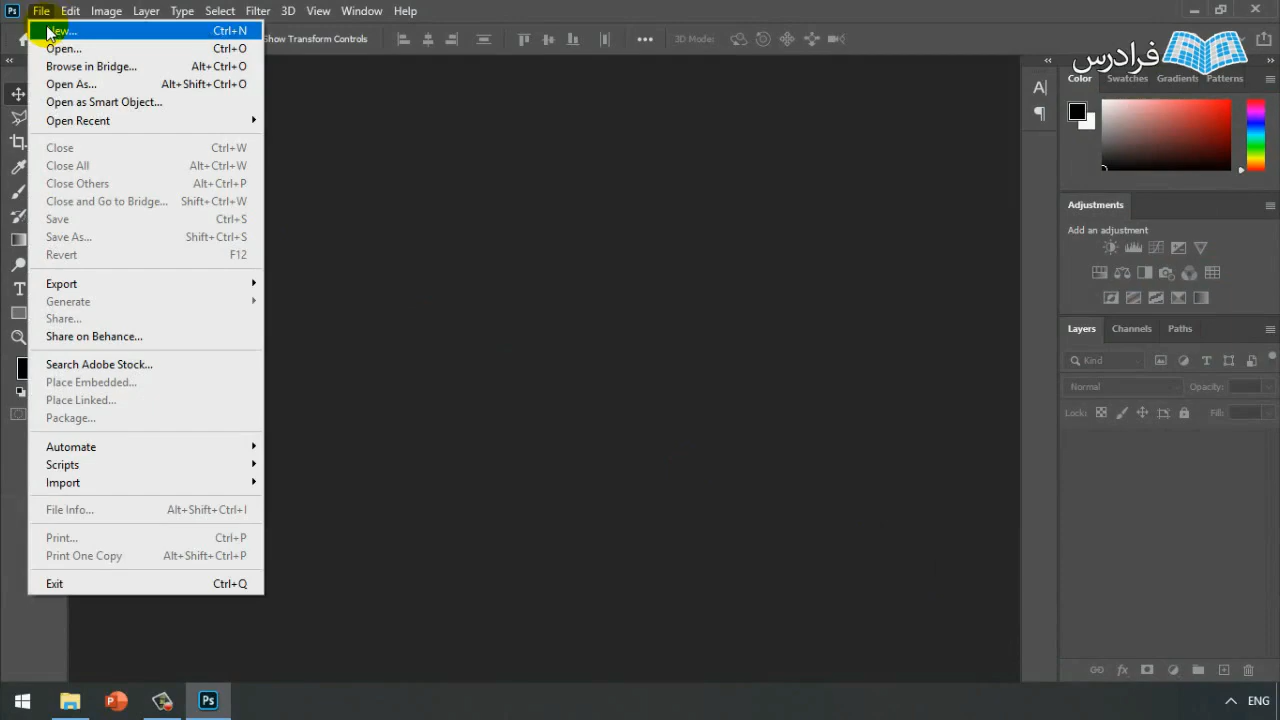 Ps File Edit Image Layer Type Select Filter 3D View Window Help
Show Transform Controls
3D Mode:
فرادرس
New... Ctrl+N
Open... Ctrl+O
Browse in Bridge... Alt+Ctrl+O
Open As... Alt+Shift+Ctrl+O
Open as Smart Object...
Open Recent
Close Ctrl+W
Close All Alt+Ctrl+W
Close Others Alt+Ctrl+P
Close and Go to Bridge... Shift+Ctrl+W
Save Ctrl+S
Save As... Shift+Ctrl+S
Revert F12
Export
Generate
Share...
Share on Behance...
Search Adobe Stock...
Place Embedded...
Place Linked...
Package...
Automate
Scripts
Import
File Info... Alt+Shift+Ctrl+I
Print... Ctrl+P
Print One Copy Alt+Shift+Ctrl+P
Exit Ctrl+Q
Color Swatches Gradients Patterns
Adjustments
Add an adjustment
Layers Channels Paths
Kind
Normal Opacity:
Lock: Fill:
Ps
ENG